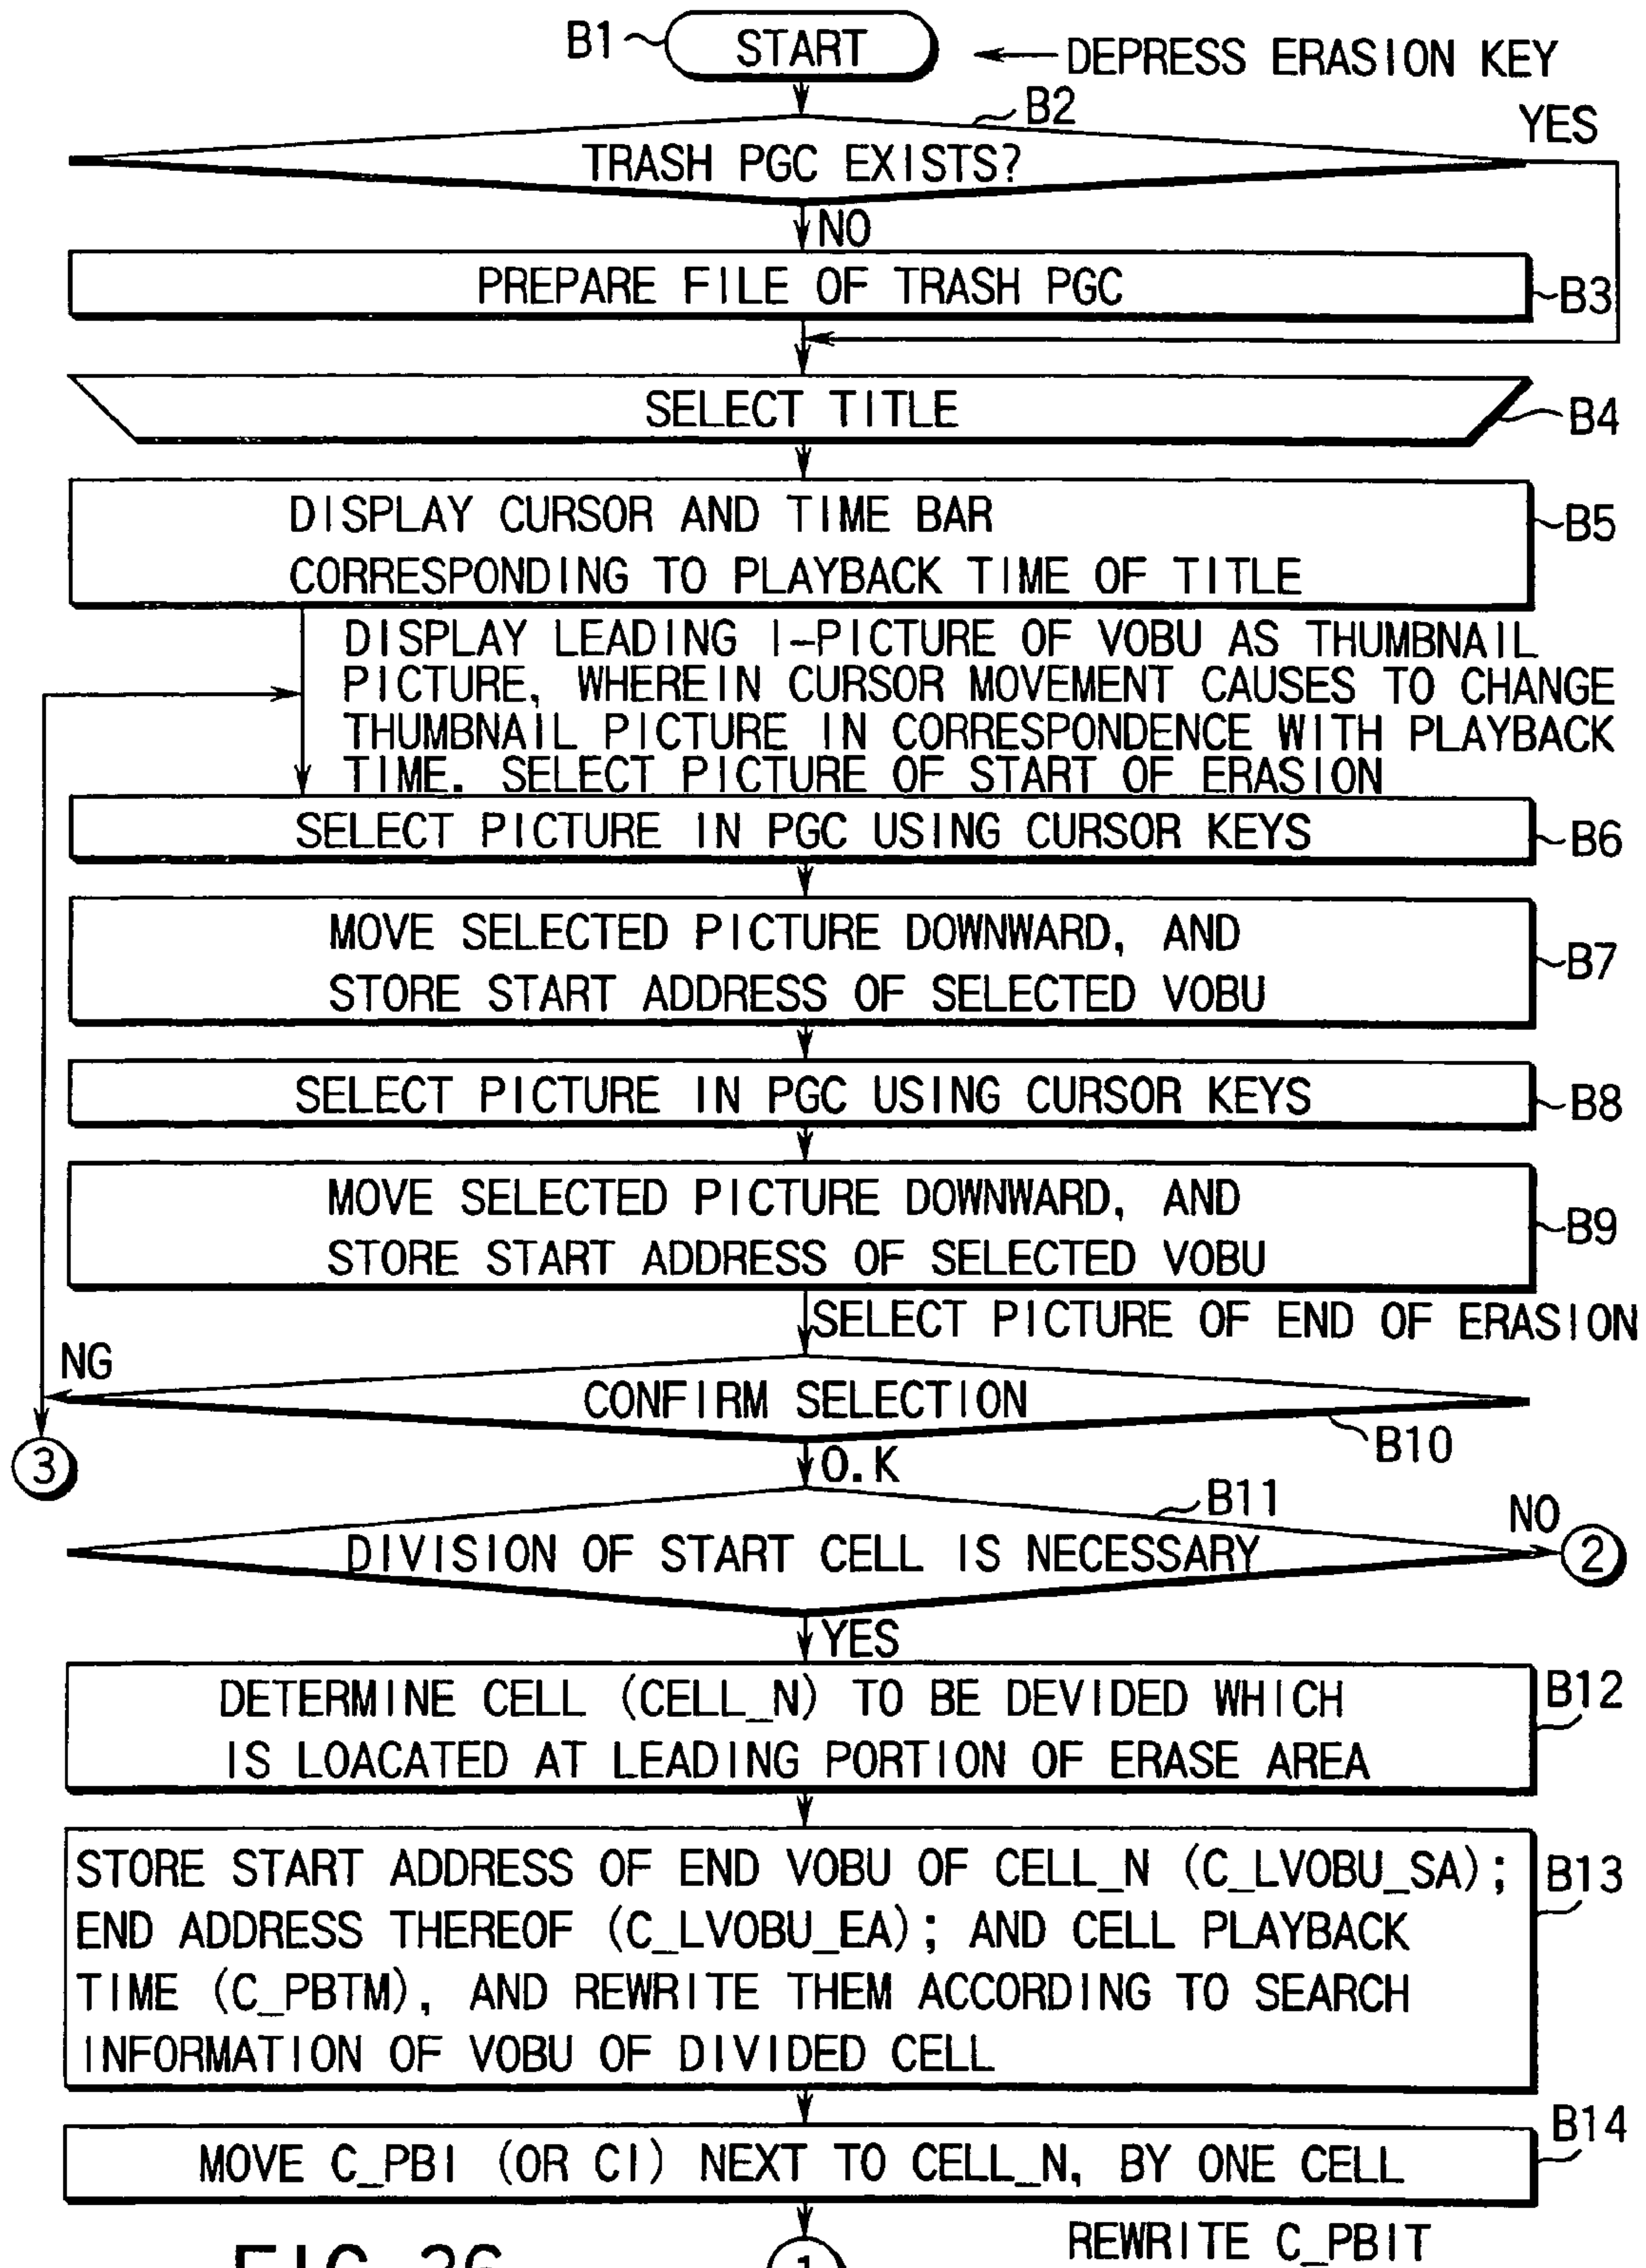 B1
START
DEPRESS ERASION KEY
B2
YES
TRASH PGC EXISTS?
NO
PREPARE FILE OF TRASH PGC
B3
SELECT TITLE
B4
DISPLAY CURSOR AND TIME BAR
CORRESPONDING TO PLAYBACK TIME OF TITLE
B5
DISPLAY LEADING I-PICTURE OF VOBU AS THUMBNAIL
PICTURE, WHEREIN CURSOR MOVEMENT CAUSES TO CHANGE
THUMBNAIL PICTURE IN CORRESPONDENCE WITH PLAYBACK
TIME. SELECT PICTURE OF START OF ERASION
SELECT PICTURE IN PGC USING CURSOR KEYS
B6
MOVE SELECTED PICTURE DOWNWARD, AND
STORE START ADDRESS OF SELECTED VOBU
B7
SELECT PICTURE IN PGC USING CURSOR KEYS
B8
MOVE SELECTED PICTURE DOWNWARD, AND
STORE START ADDRESS OF SELECTED VOBU
B9
SELECT PICTURE OF END OF ERASION
NG
CONFIRM SELECTION
B10
3
O.K
B11
NO
DIVISION OF START CELL IS NECESSARY
2
YES
DETERMINE CELL (CELL_N) TO BE DEVIDED WHICH
IS LOACATED AT LEADING PORTION OF ERASE AREA
B12
STORE START ADDRESS OF END VOBU OF CELL_N (C_LVOBU_SA);
END ADDRESS THEREOF (C_LVOBU_EA); AND CELL PLAYBACK
TIME (C_PBTM), AND REWRITE THEM ACCORDING TO SEARCH
INFORMATION OF VOBU OF DIVIDED CELL
B13
MOVE C_PBI (OR CI) NEXT TO CELL_N, BY ONE CELL
B14
REWRITE C_PBIT
1